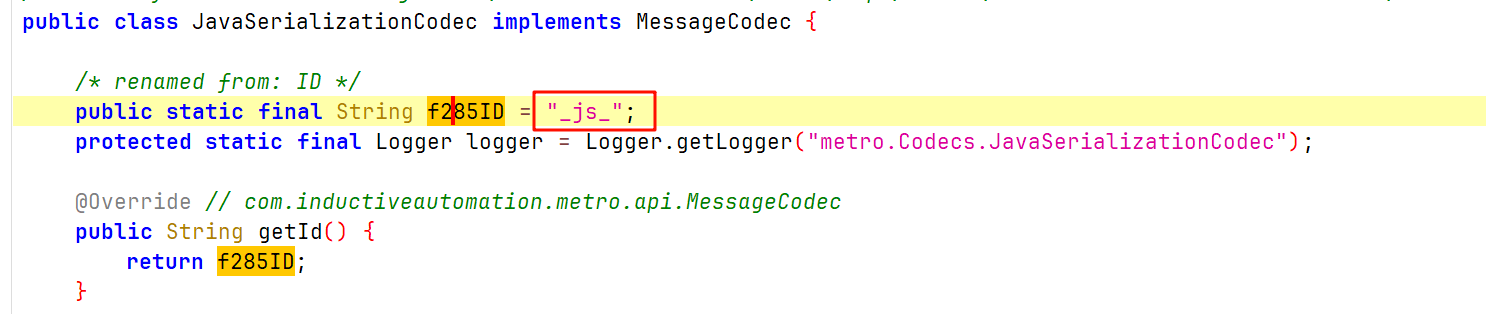 public class JavaSerializationCodec implements MessageCodec {
/* renamed from: ID */
public static final String f285ID = "_js_";
protected static final Logger logger = Logger.getLogger("metro.Codecs.JavaSerializationCodec");
@Override // com.inductiveautomation.metro.api.MessageCodec
public String getId() {
return f285ID;
}